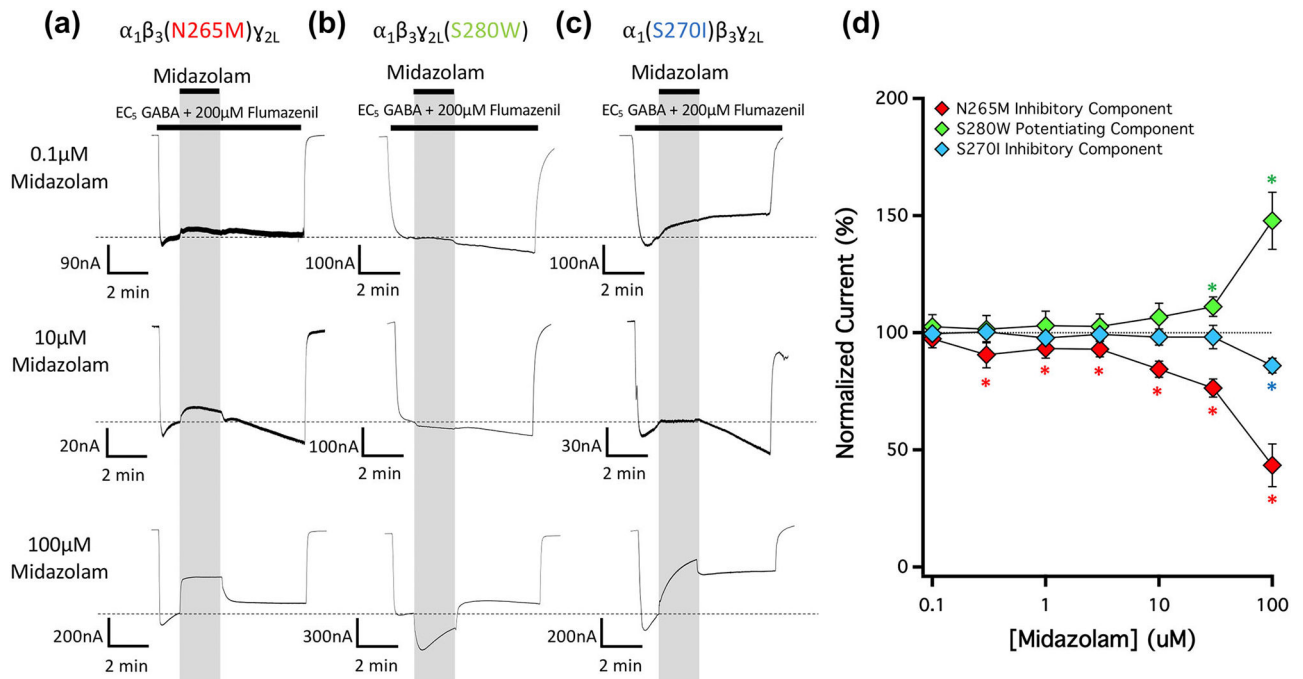 (a)
α₁β₃(N265M)γ₂L
(b)
α₁β₃γ₂L(S280W)
(c)
α₁(S270I)β₃γ₂L
(d)
Midazolam
EC₅ GABA + 200µM Flumazenil
Midazolam
EC₅ GABA + 200µM Flumazenil
Midazolam
EC₅ GABA + 200µM Flumazenil
0.1µM
Midazolam
90nA
2 min
100nA
2 min
100nA
2 min
10µM
Midazolam
20nA
2 min
100nA
2 min
30nA
2 min
100µM
Midazolam
200nA
2 min
300nA
2 min
200nA
2 min
N265M Inhibitory Component
S280W Potentiating Component
S270I Inhibitory Component
Normalized Current (%)
200
150
100
50
0
* * * * * *
* *
*
0.1
1
10
100
[Midazolam] (uM)